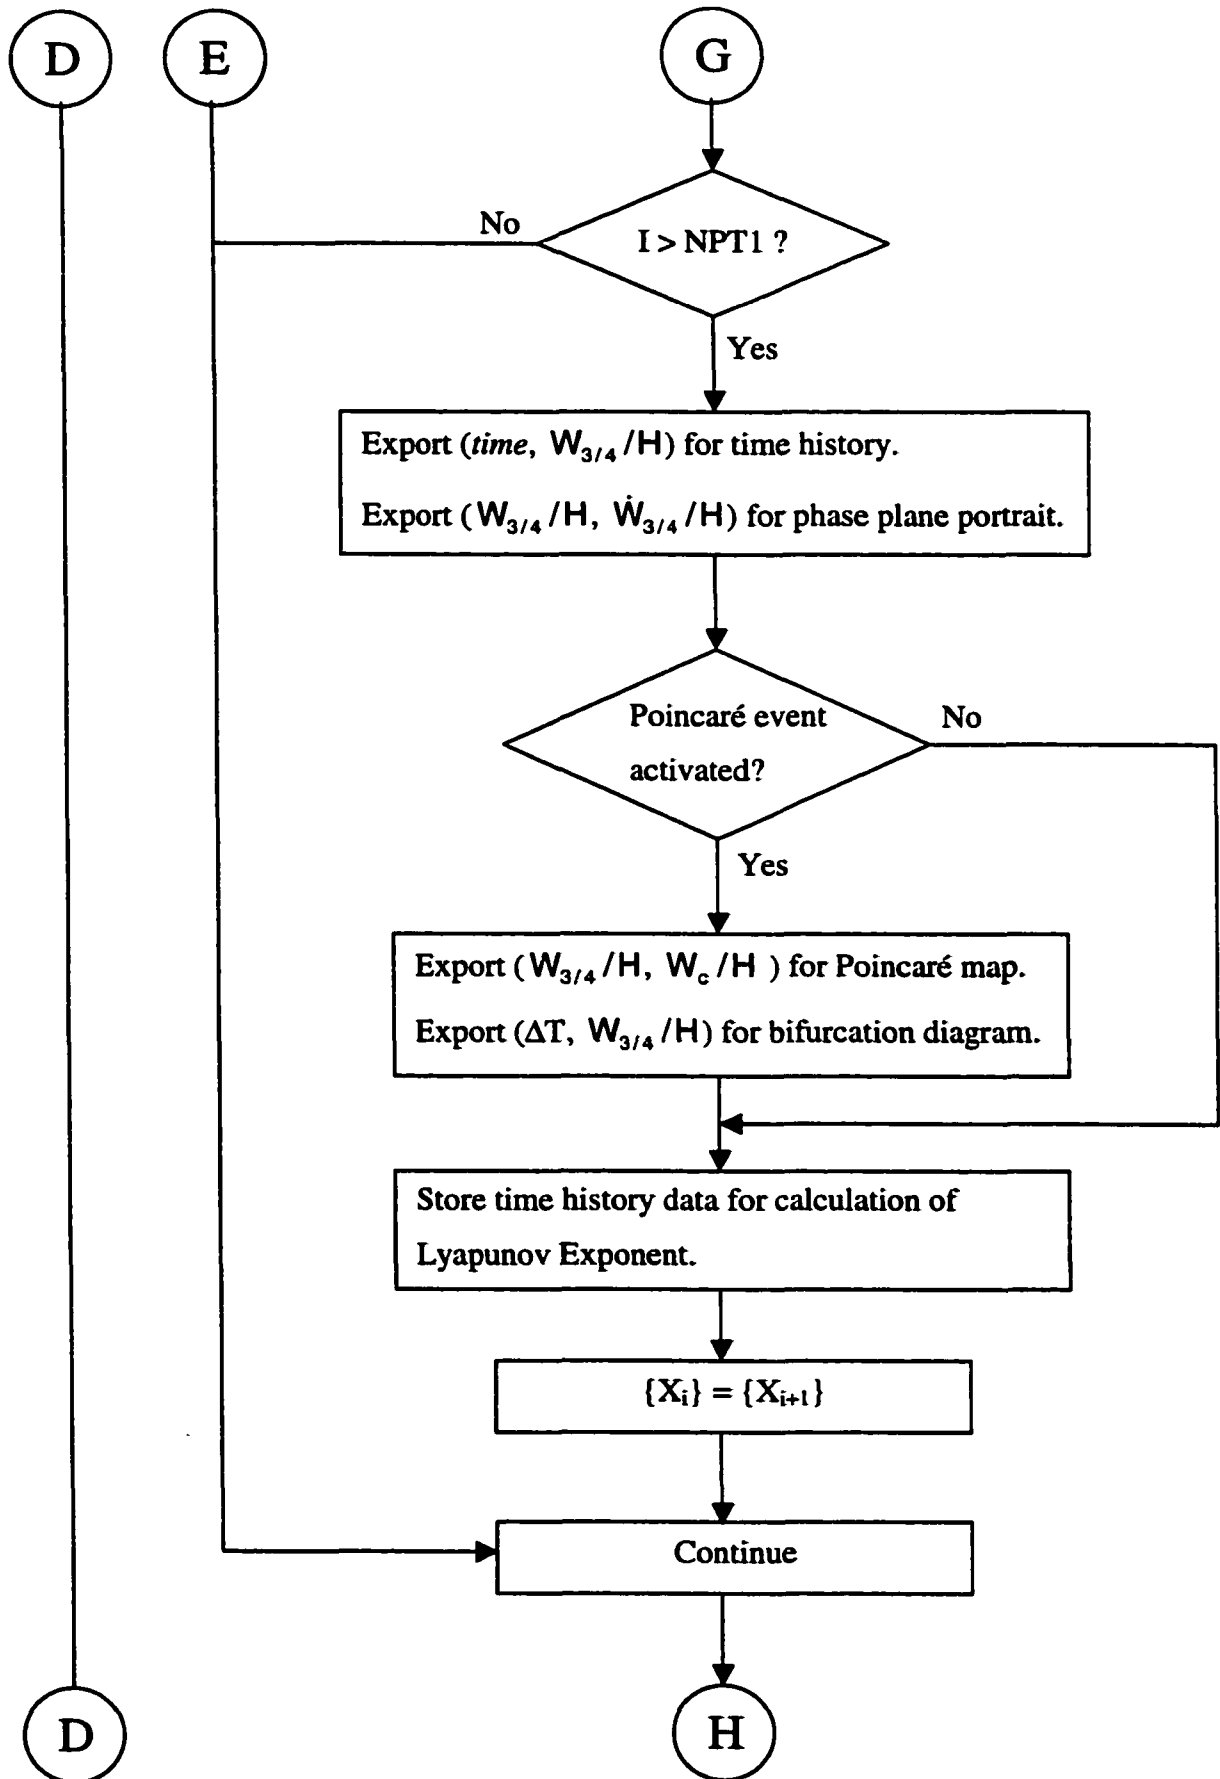 D
E
G
No
I > NPT1 ?
Yes
Export (time, W3/4 /H) for time history.
Export (W3/4 /H, Ẇ3/4 /H) for phase plane portrait.
Poincaré event
activated?
No
Yes
Export (W3/4 /H, Wc /H ) for Poincaré map.
Export (ΔT, W3/4 /H) for bifurcation diagram.
Store time history data for calculation of
Lyapunov Exponent.
{Xi} = {Xi+1}
Continue
D
H